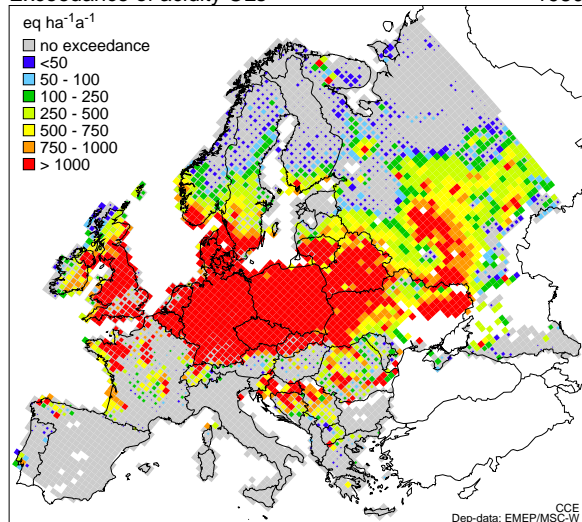 eq ha⁻¹a⁻¹
no exceedance
<50
50 - 100
100 - 250
250 - 500
500 - 750
750 - 1000
> 1000
CCE
Dep-data: EMEP/MSC-W